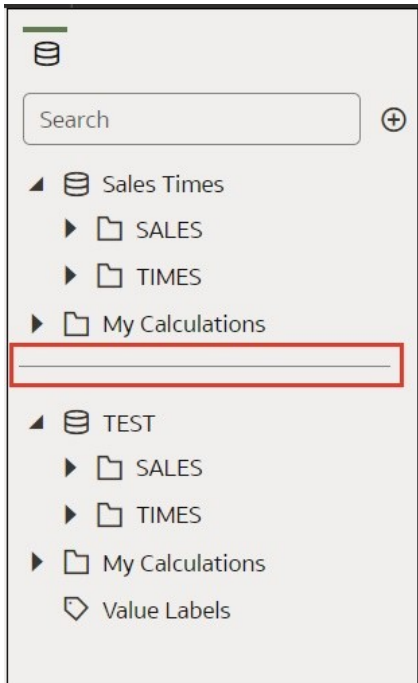 Search
Sales Times
SALES
TIMES
My Calculations
TEST
SALES
TIMES
My Calculations
Value Labels